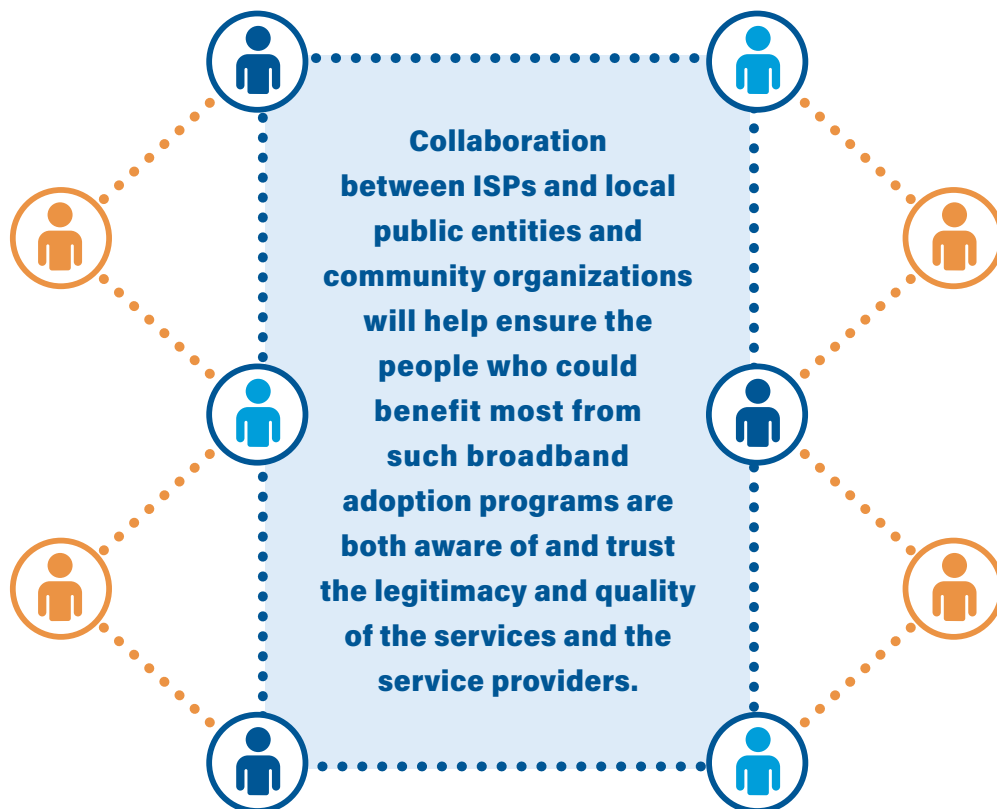 Collaboration
between ISPs and local
public entities and
community organizations
will help ensure the
people who could
benefit most from
such broadband
adoption programs are
both aware of and trust
the legitimacy and quality
of the services and the
service providers.